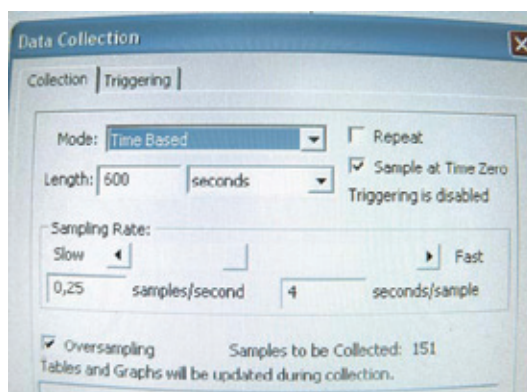 Data Collection
Collection Triggering
Mode: Time Based Repeat
Length: 600 seconds Sample at Time Zero
Triggering is disabled
Sampling Rate:
Slow Fast
0,25 samples/second 4 seconds/sample
Oversampling Samples to be Collected: 151
Tables and Graphs will be updated during collection.